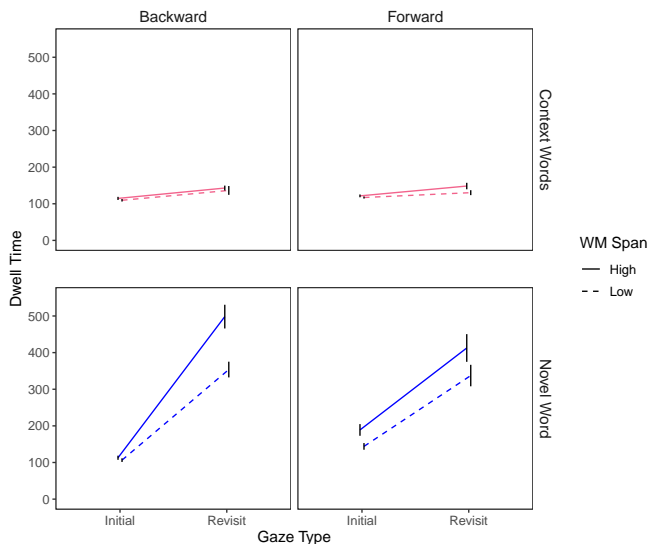 Backward
Forward
500
400
300
200
100
0
Context Words
500
400
300
200
100
0
Novel Word
Dwell Time
Initial
Revisit
Initial
Revisit
Gaze Type
WM Span
High
Low